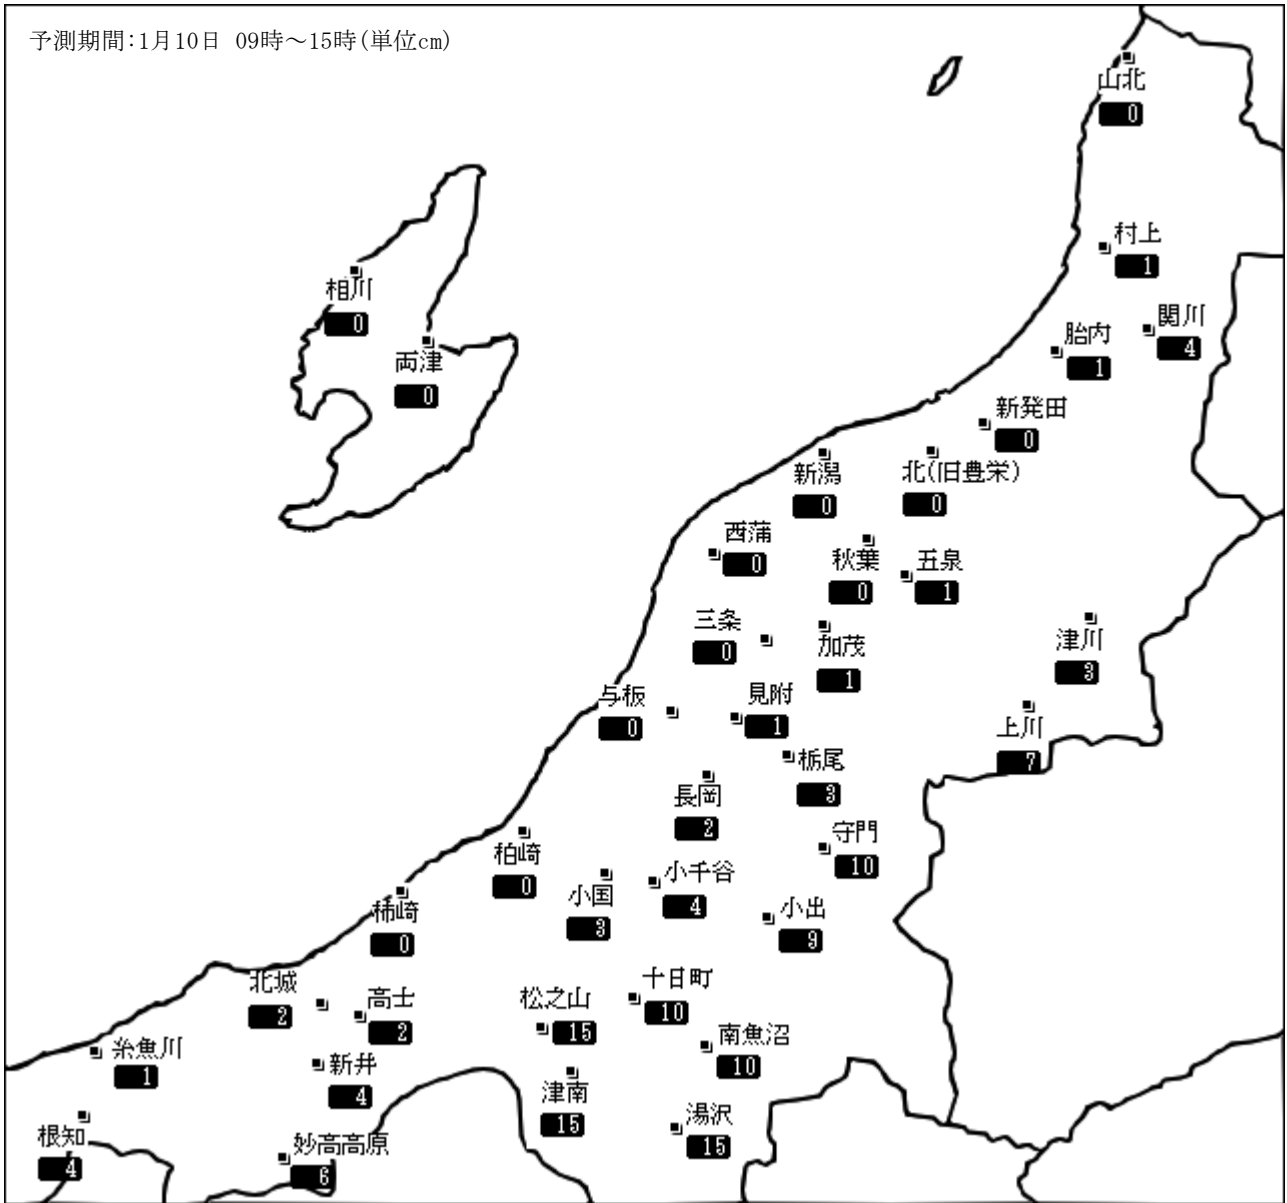 予測期間:1月10日 09時～15時(単位cm)
山北
0
村上
1
相川
0
関川
4
胎内
1
両津
0
新発田
0
新潟
0
北(旧豊栄)
0
西蒲
0
秋葉
0
五泉
1
三条
0
加茂
1
津川
3
与板
0
見附
1
上川
7
栃尾
3
長岡
2
守門
10
柏崎
0
小国
3
小千谷
4
小出
9
柿崎
0
北城
2
高士
2
松之山
15
十日町
10
南魚沼
10
糸魚川
1
新井
4
津南
15
湯沢
15
根知
4
妙高高原
6